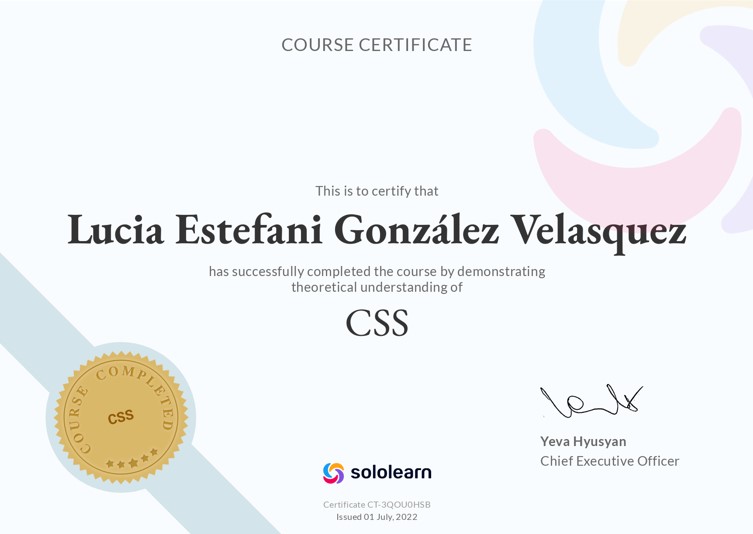 COURSE CERTIFICATE
This is to certify that
Lucia Estefani González Velasquez
has successfully completed the course by demonstrating
theoretical understanding of
CSS
COURSE COMPLETED
CSS
Yeva Hyusyan
Chief Executive Officer
sololearn
Certificate CT-3QOU0HSB
Issued 01 July, 2022